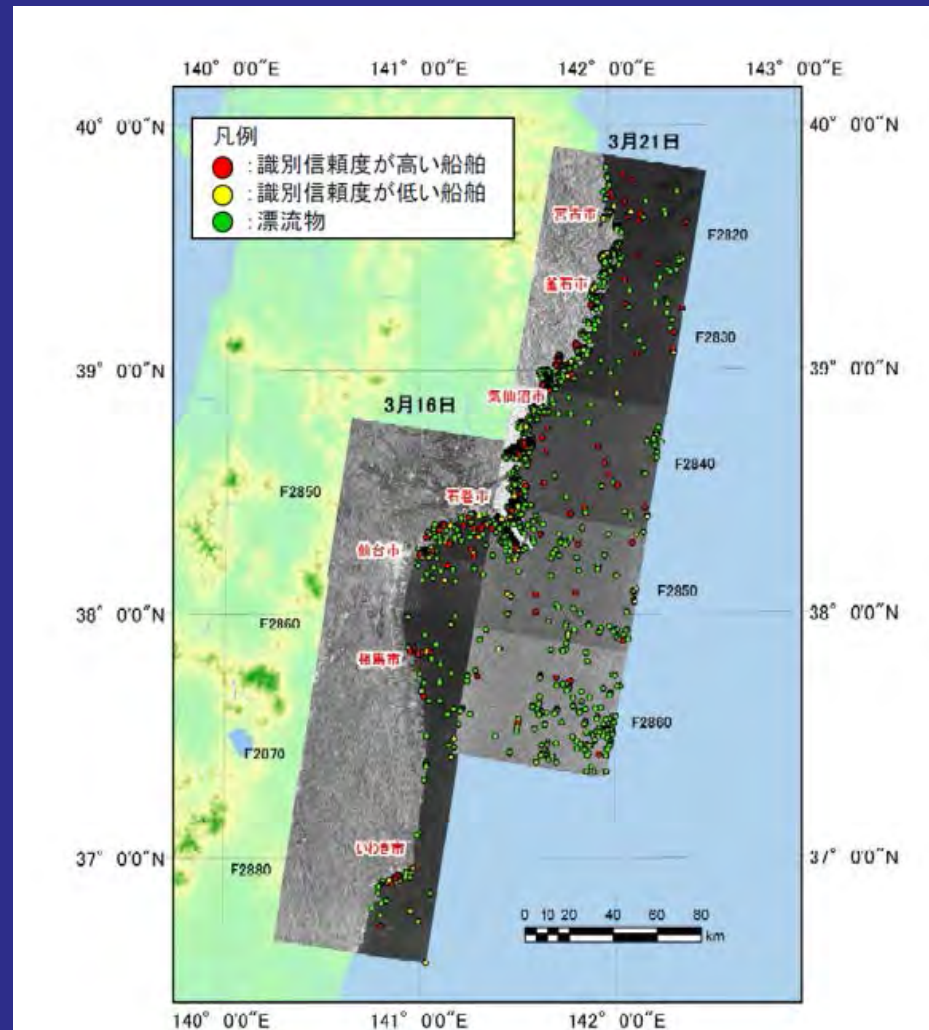 140° 0'0"E
141° 0'0"E
142° 0'0"E
143° 0'0"E
40° 0'0"N
40° 0'0"N
凡例
:識別信頼度が高い船舶
:識別信頼度が低い船舶
:漂流物
3月21日
宮古市
F2820
釜石市
F2830
39° 0'0"N
39° 0'0"N
気仙沼市
3月16日
F2840
F2850
石巻市
仙台市
F2850
38° 0'0"N
38° 0'0"N
F2860
相馬市
F2860
F2870
いわき市
37° 0'0"N
37° 0'0"N
F2880
0 10 20 40 60 80
km
140° 0'0"E
141° 0'0"E
142° 0'0"E